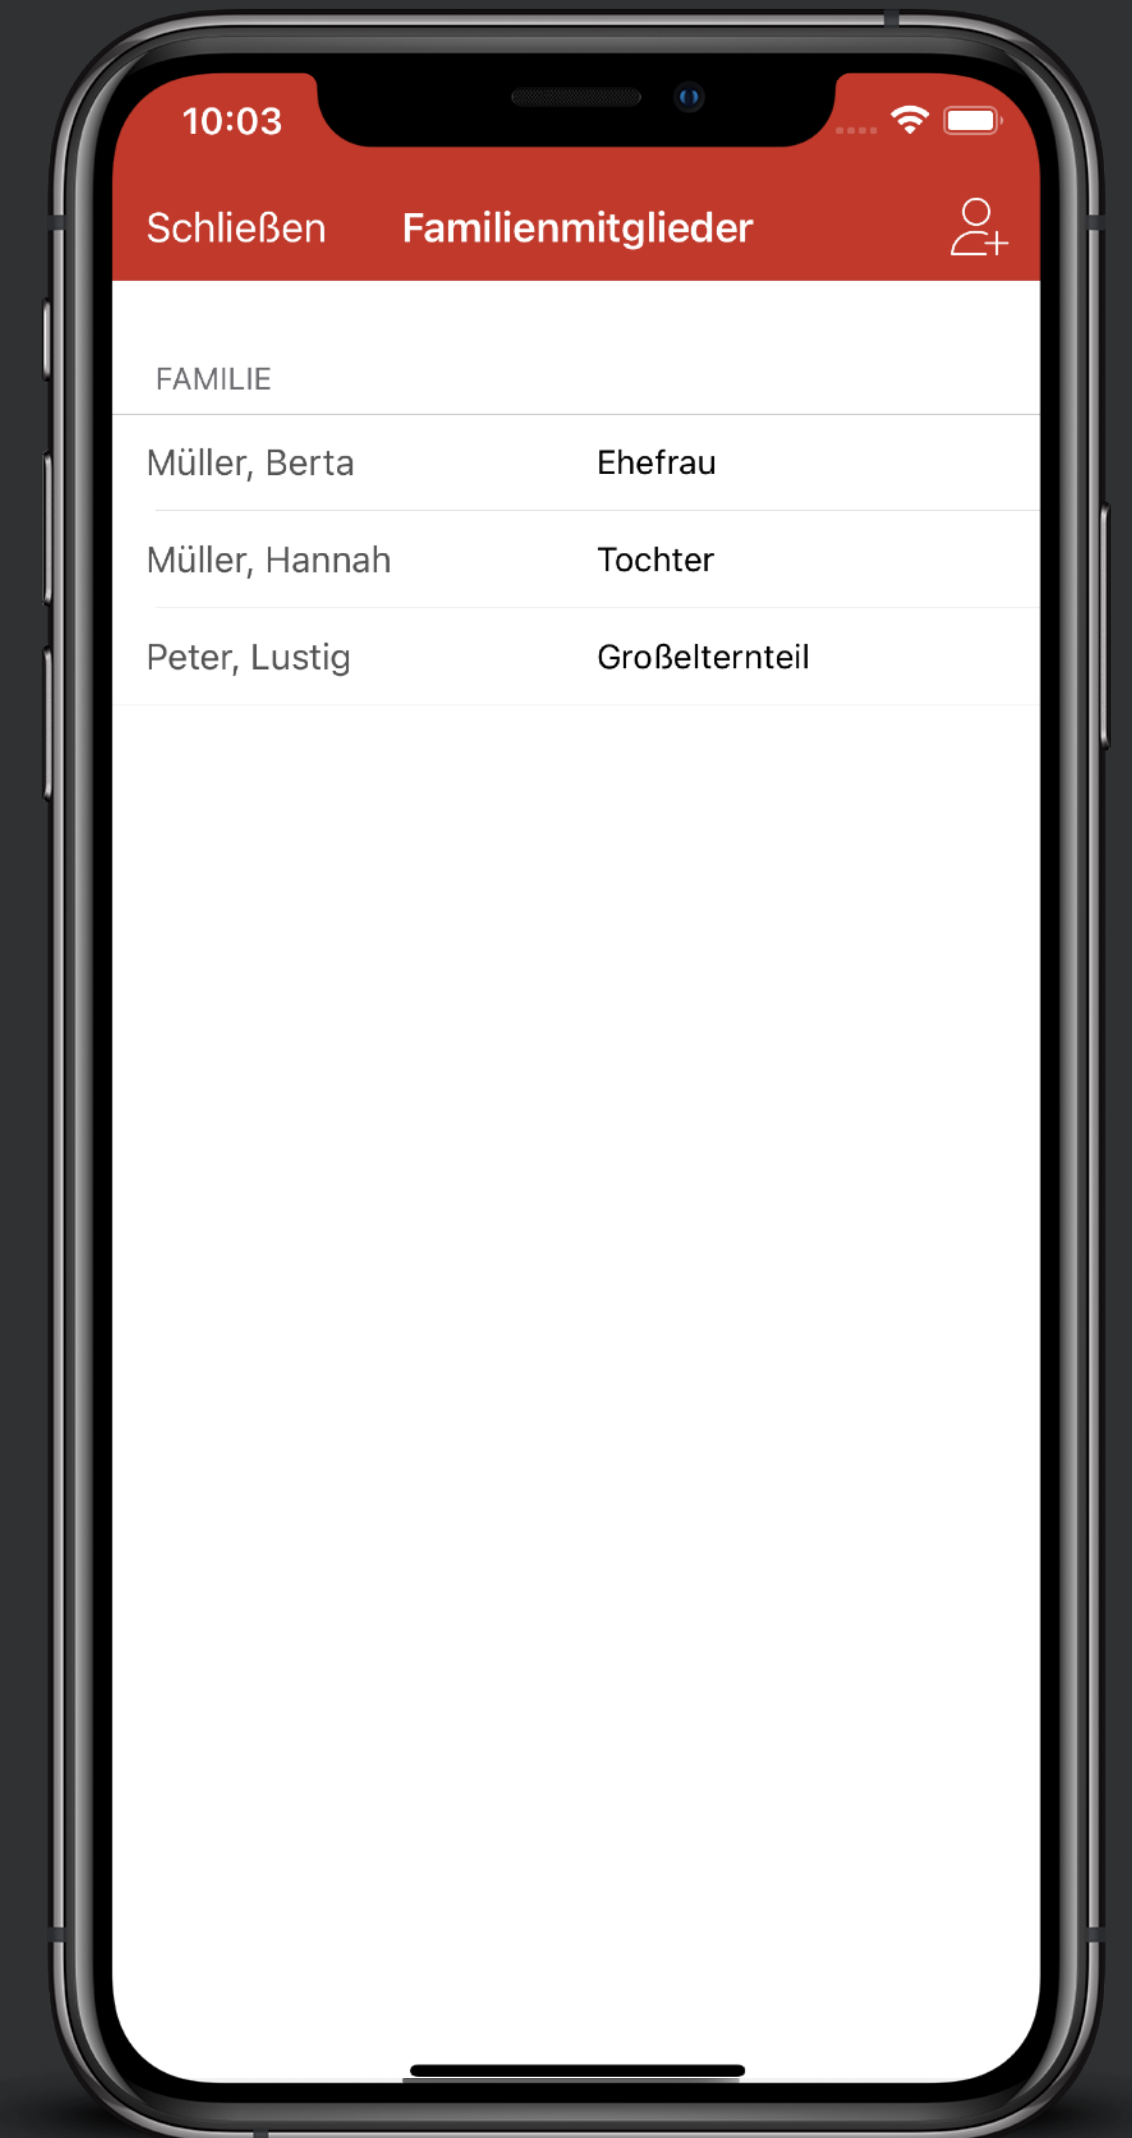 10:03
Schließen Familienmitglieder
FAMILIE
Müller, Berta Ehefrau
Müller, Hannah Tochter
Peter, Lustig Großelternteil